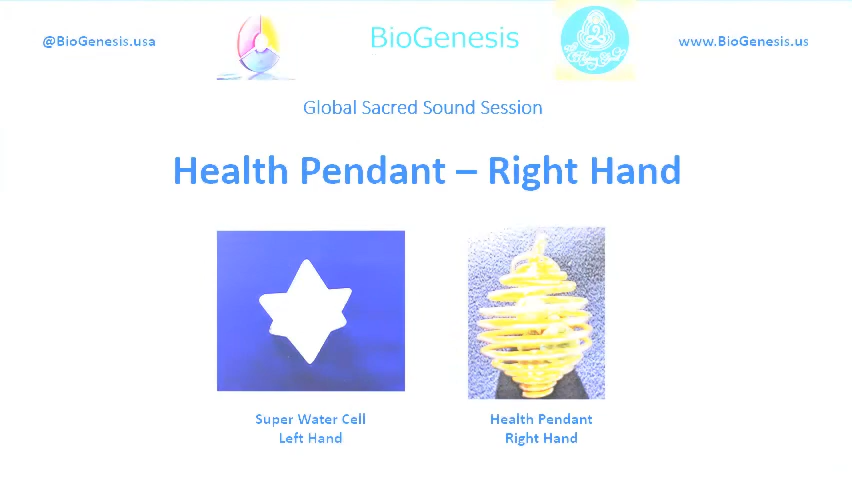 @BioGenesis.usa
BioGenesis
www.BioGenesis.us
Global Sacred Sound Session
Health Pendant – Right Hand
Super Water Cell
Left Hand
Health Pendant
Right Hand